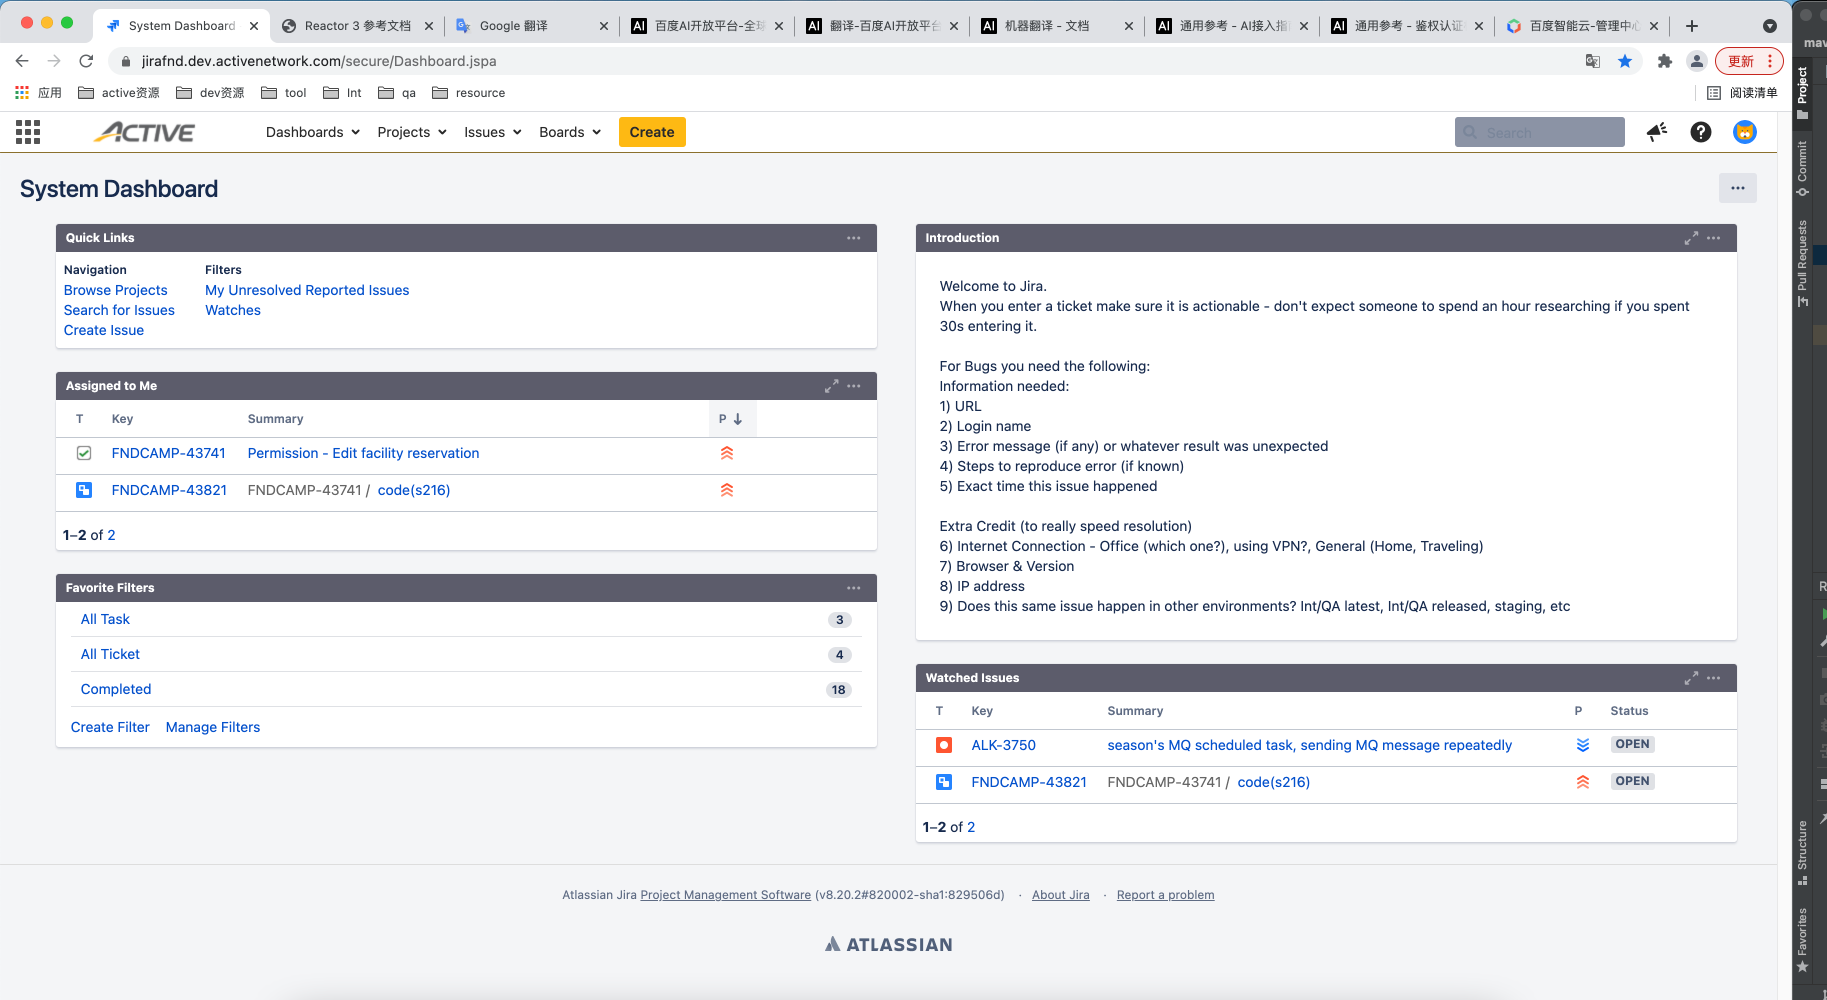 System Dashboard
Reactor 3 参考文档
Google 翻译
百度AI开放平台-全球
翻译-百度AI开放平台
机器翻译 - 文档
通用参考 - AI接入指
通用参考 - 鉴权认证
百度智能云-管理中心
jirafnd.dev.activenetwork.com/secure/Dashboard.jspa
更新
应用
active资源
dev资源
tool
Int
qa
resource
阅读清单
ACTIVE
Dashboards
Projects
Issues
Boards
Create
Search
System Dashboard
Quick Links
Navigation
Filters
Browse Projects
My Unresolved Reported Issues
Search for Issues
Watches
Create Issue
Assigned to Me
T Key Summary P
FNDCAMP-43741 Permission - Edit facility reservation
FNDCAMP-43821 FNDCAMP-43741 / code(s216)
1–2 of 2
Favorite Filters
All Task 3
All Ticket 4
Completed 18
Create Filter Manage Filters
Introduction
Welcome to Jira.
When you enter a ticket make sure it is actionable - don't expect someone to spend an hour researching if you spent
30s entering it.
For Bugs you need the following:
Information needed:
1) URL
2) Login name
3) Error message (if any) or whatever result was unexpected
4) Steps to reproduce error (if known)
5) Exact time this issue happened
Extra Credit (to really speed resolution)
6) Internet Connection - Office (which one?), using VPN?, General (Home, Traveling)
7) Browser & Version
8) IP address
9) Does this same issue happen in other environments? Int/QA latest, Int/QA released, staging, etc
Watched Issues
T Key Summary P Status
ALK-3750 season's MQ scheduled task, sending MQ message repeatedly OPEN
FNDCAMP-43821 FNDCAMP-43741 / code(s216) OPEN
1–2 of 2
Atlassian Jira Project Management Software (v8.20.2#820002-sha1:829506d) · About Jira · Report a problem
ATLASSIAN
mav
Project
Commit
Pull Requests
R
Structure
Favorites